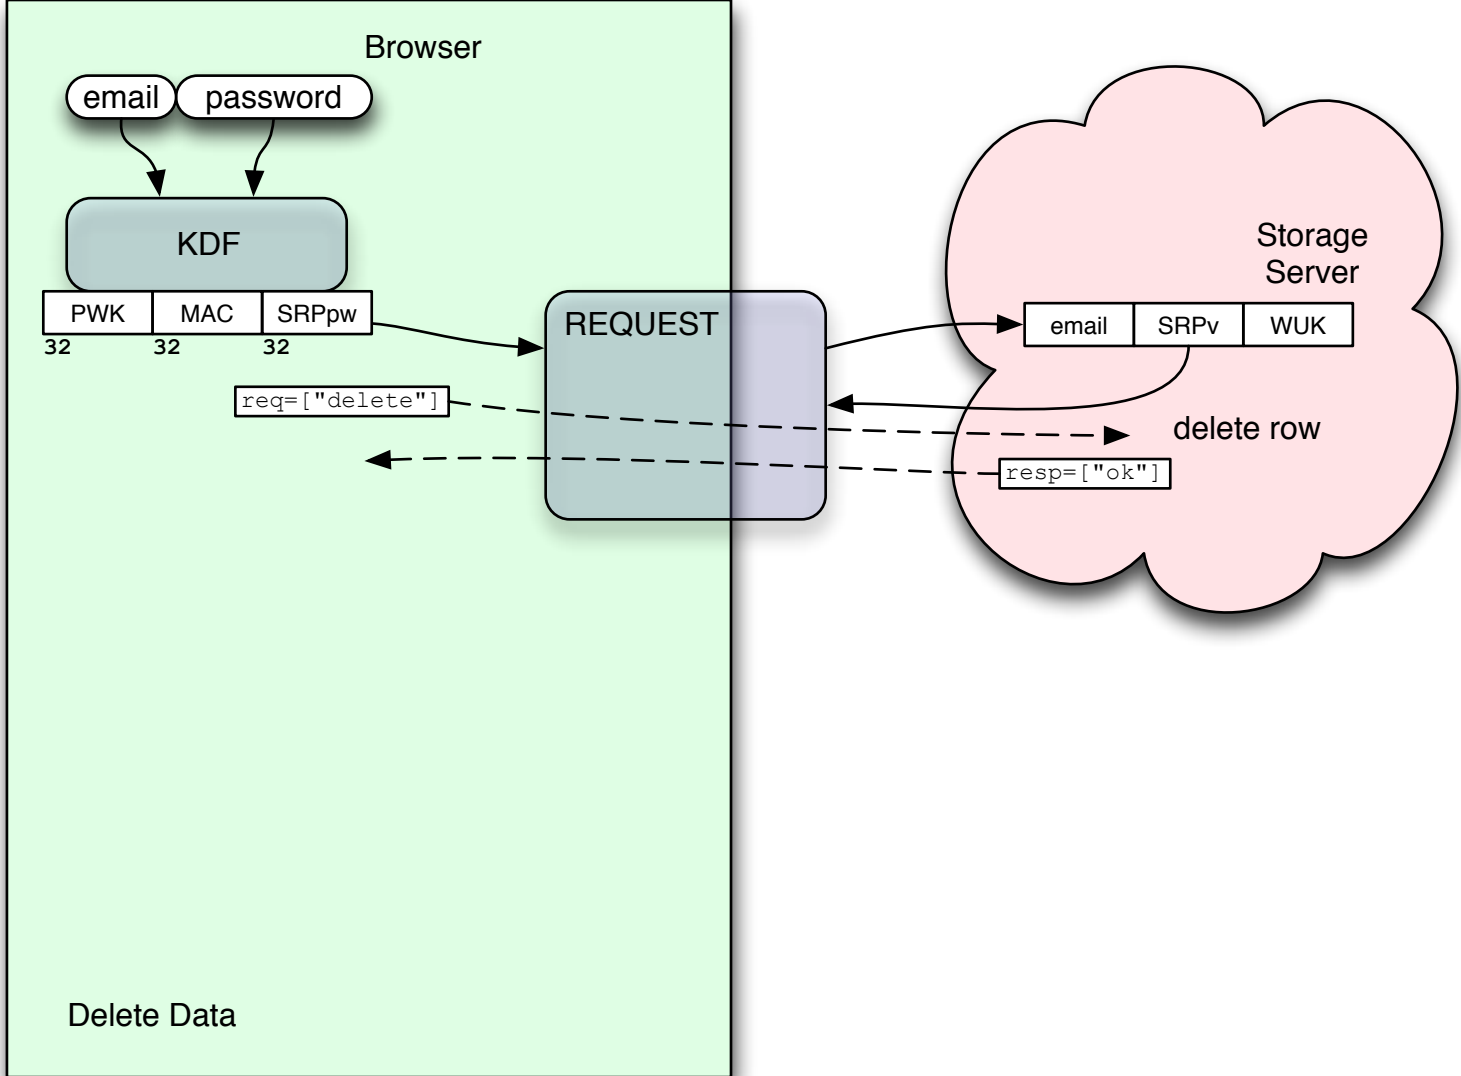 Browser
email password
KDF
PWK MAC SRPpw
32 32 32
REQUEST
req=["delete"]
Storage
Server
email SRPv WUK
delete row
resp=["ok"]
Delete Data